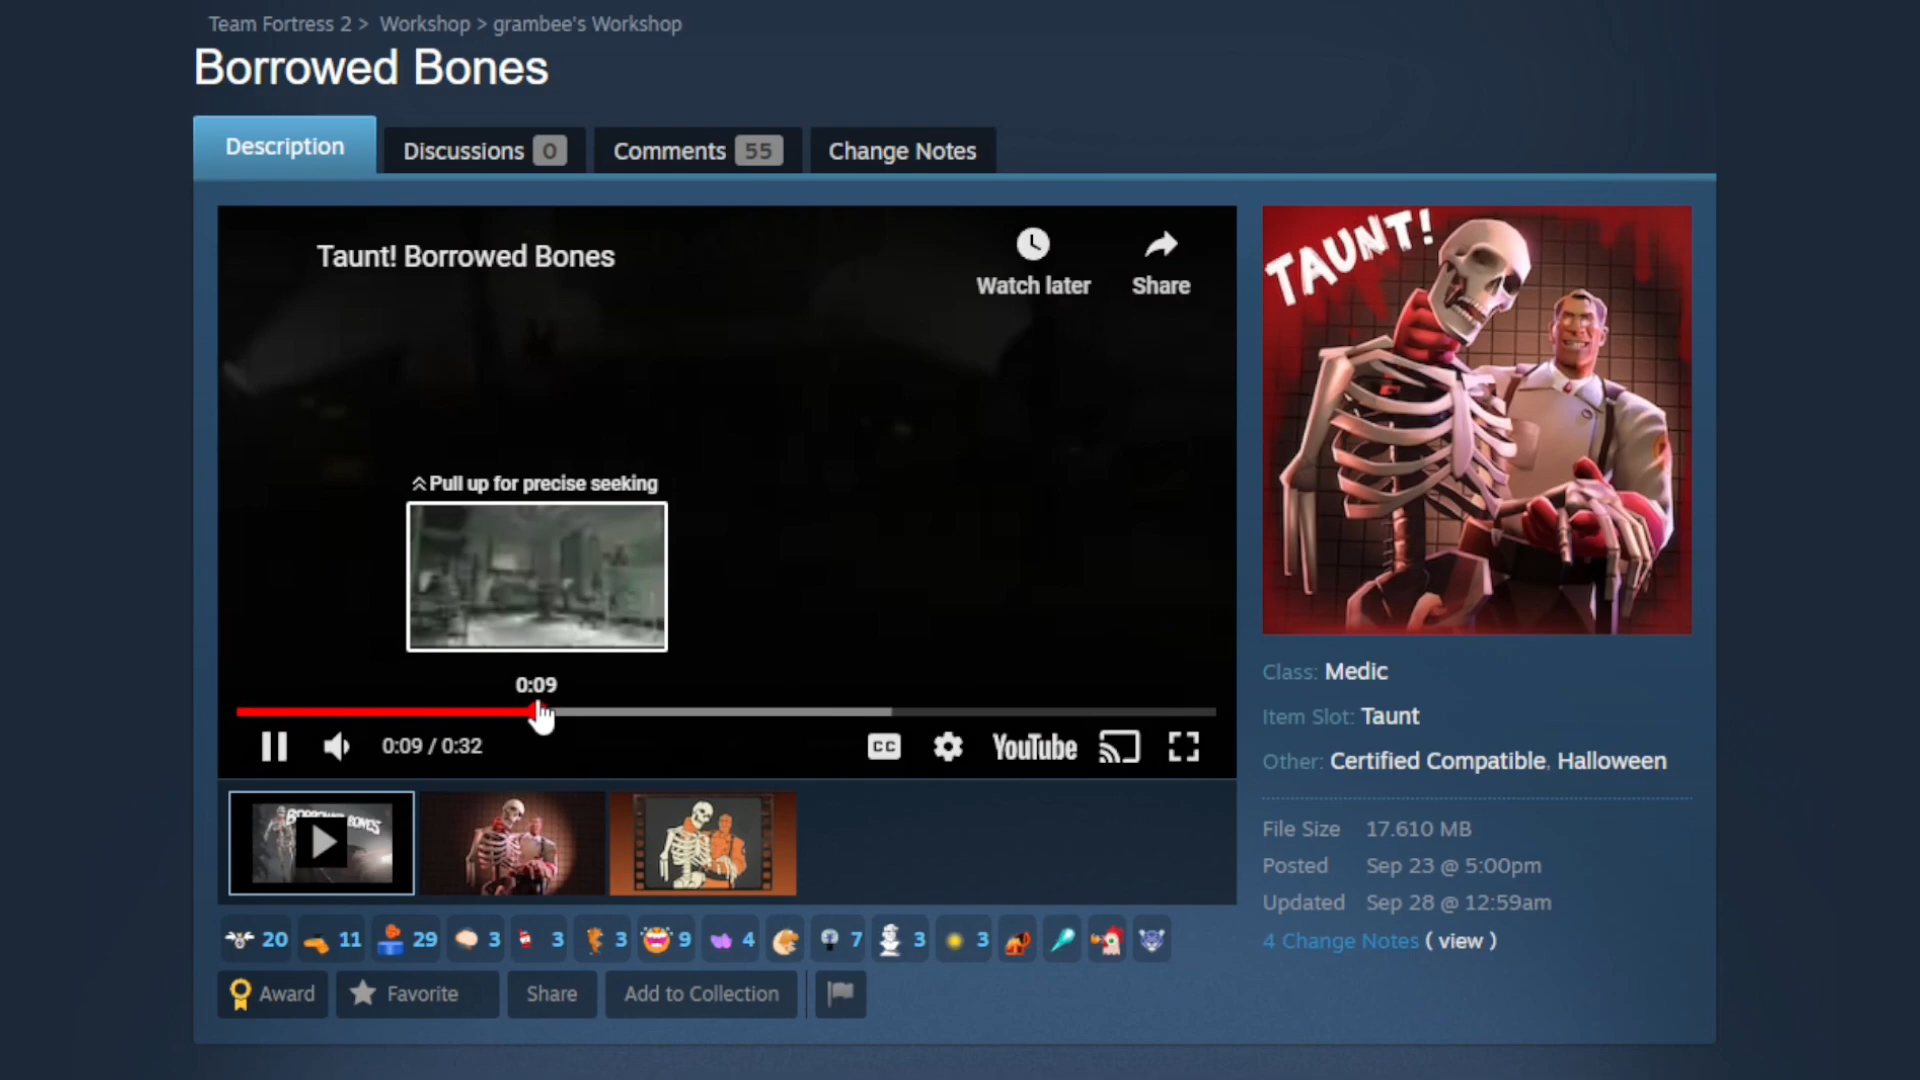 Team Fortress 2 > Workshop > grambee's Workshop
Borrowed Bones
Description
Discussions 0
Comments 55
Change Notes
Taunt! Borrowed Bones
Watch later
Share
Pull up for precise seeking
0:09
0:09 / 0:32
CC
YouTube
BORROWED BONES
20
11
29
3
3
3
9
4
7
3
3
Award
Favorite
Share
Add to Collection
TAUNT!
Class: Medic
Item Slot: Taunt
Other: Certified Compatible, Halloween
File Size 17.610 MB
Posted Sep 23 @ 5:00pm
Updated Sep 28 @ 12:59am
4 Change Notes ( view )